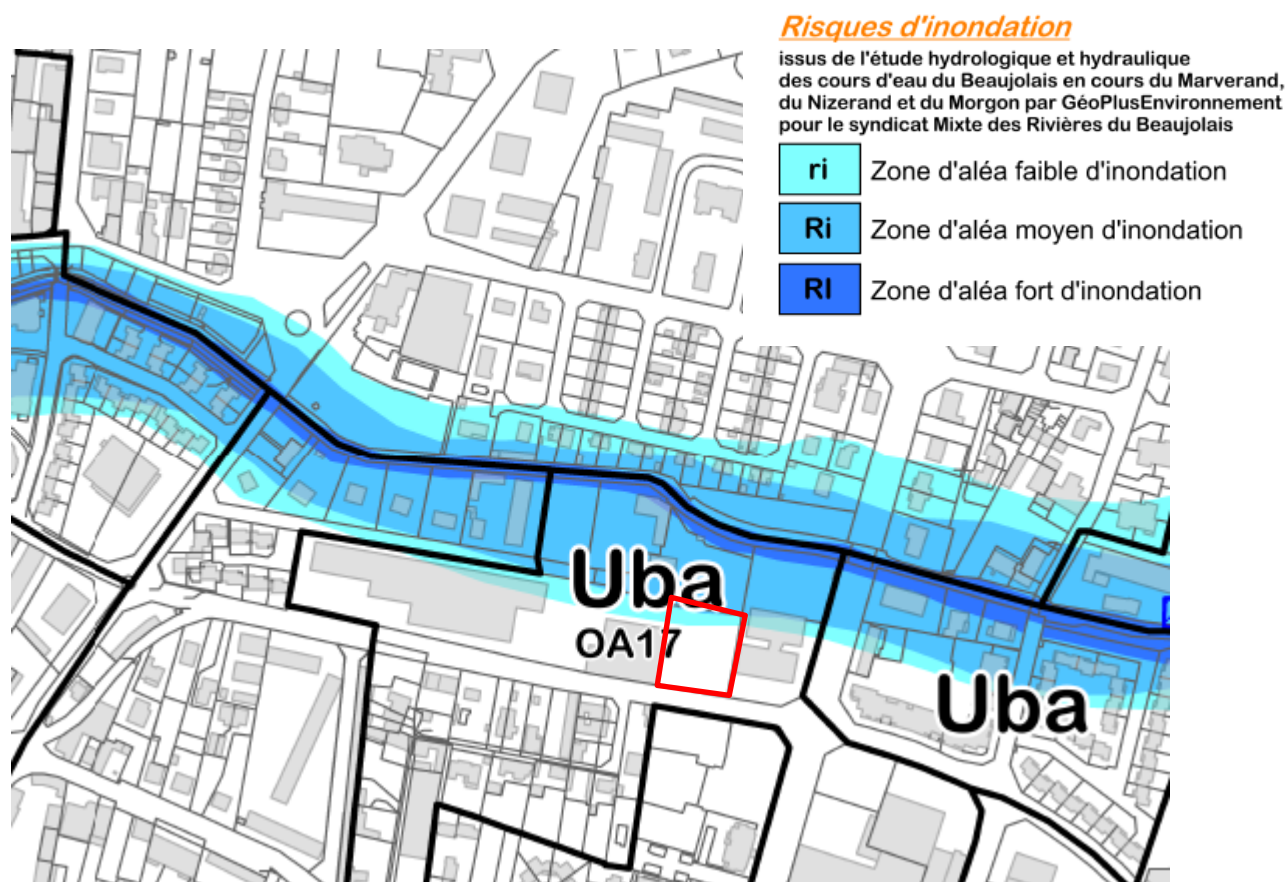 Risques d'inondation
issus de l'étude hydrologique et hydraulique
des cours d'eau du Beaujolais en cours du Marverand,
du Nizerand et du Morgon par GéoPlusEnvironnement
pour le syndicat Mixte des Rivières du Beaujolais
ri Zone d'aléa faible d'inondation
Ri Zone d'aléa moyen d'inondation
RI Zone d'aléa fort d'inondation
Uba
OA17
Uba